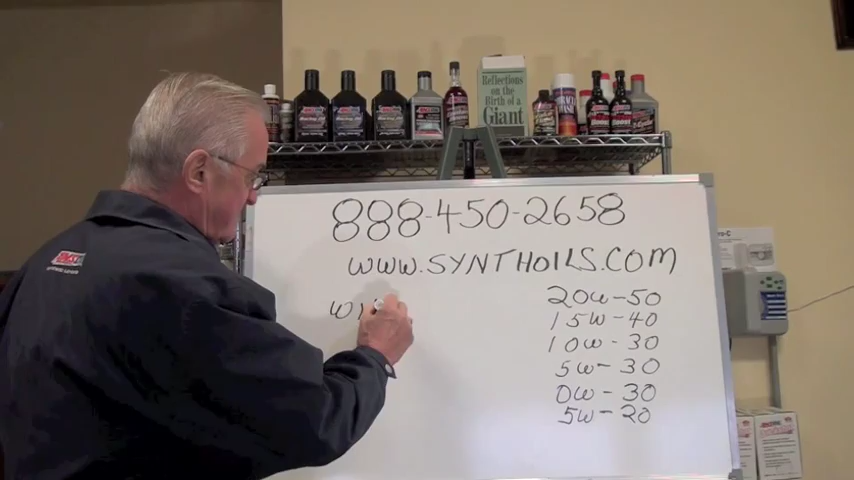 Reflections
on the
Birth of a
Giant
888-450-2658
WWW.SYNTHOILS.COM
WI
20W-50
15W-40
10W-30
5W-30
0W-30
5W-20